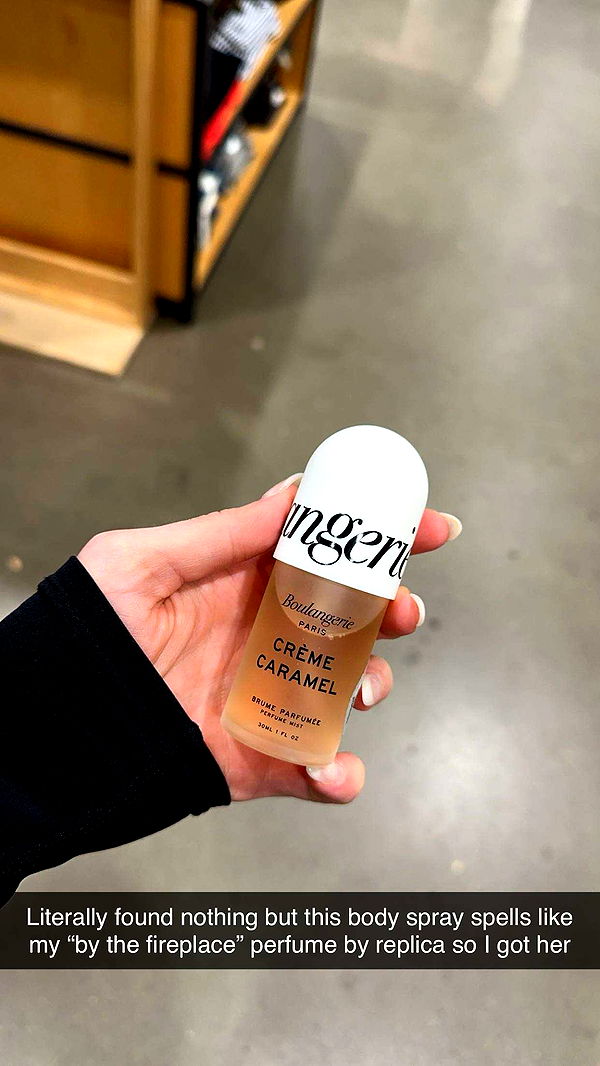 ungerie
Boulangerie
PARIS
CRÈME
CARAMEL
BRUME PARFUMÉE
PERFUME MIST
30ML 1 FL OZ
Literally found nothing but this body spray spells like
my “by the fireplace” perfume by replica so I got her